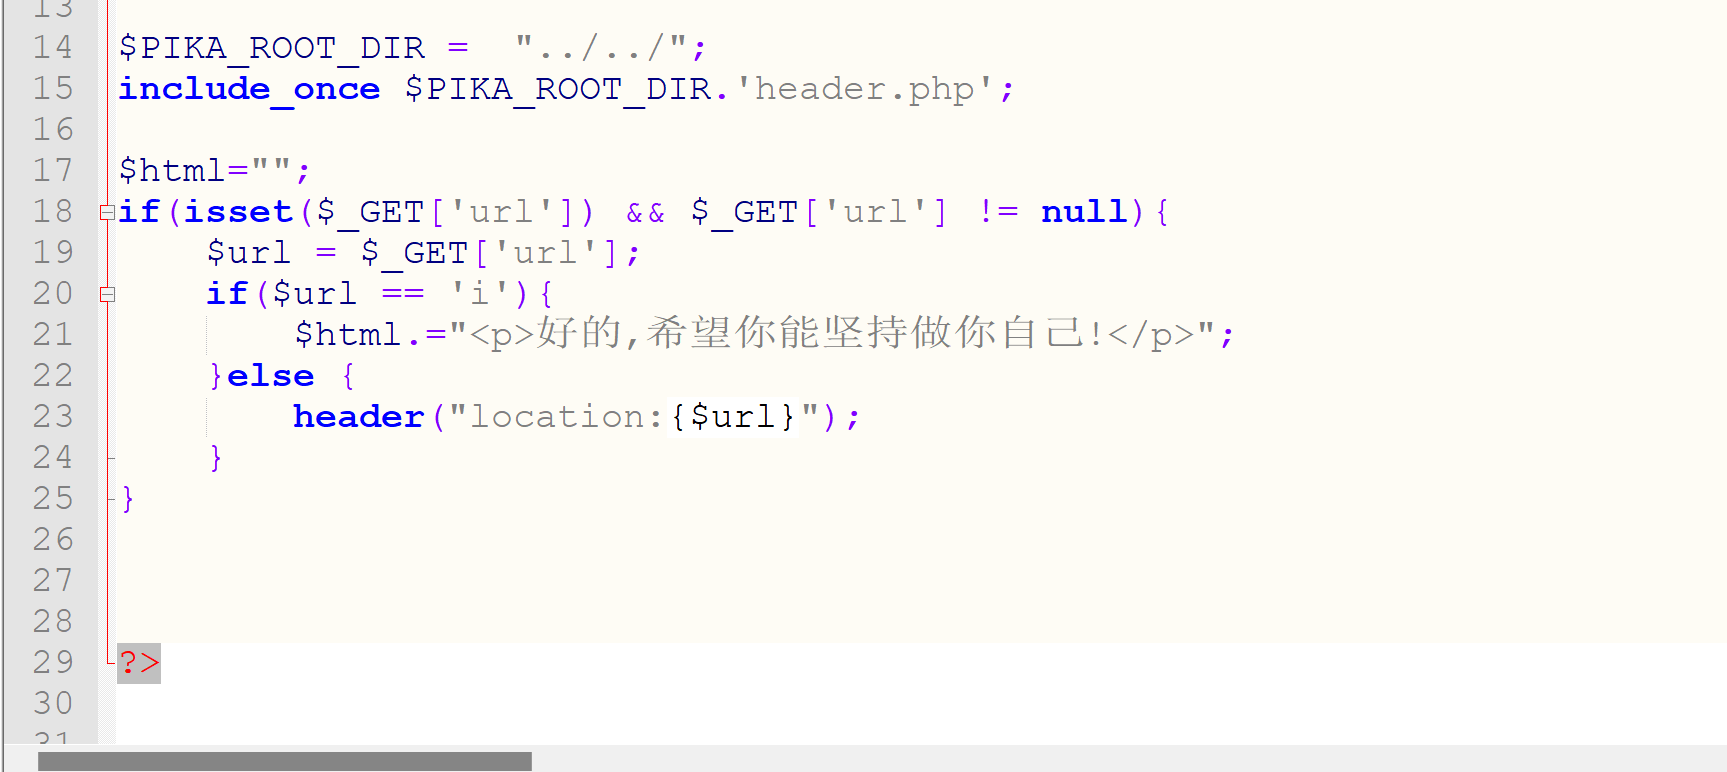 13
14 $PIKA_ROOT_DIR =  "../../";
15 include_once $PIKA_ROOT_DIR.'header.php';
16
17 $html="";
18 if(isset($_GET['url']) && $_GET['url'] != null){
19     $url = $_GET['url'];
20     if($url == 'i'){
21         $html.="<p>好的,希望你能坚持做你自己!</p>";
22     }else {
23         header("location:{$url}");
24     }
25 }
26
27
28
29 ?>
30
31